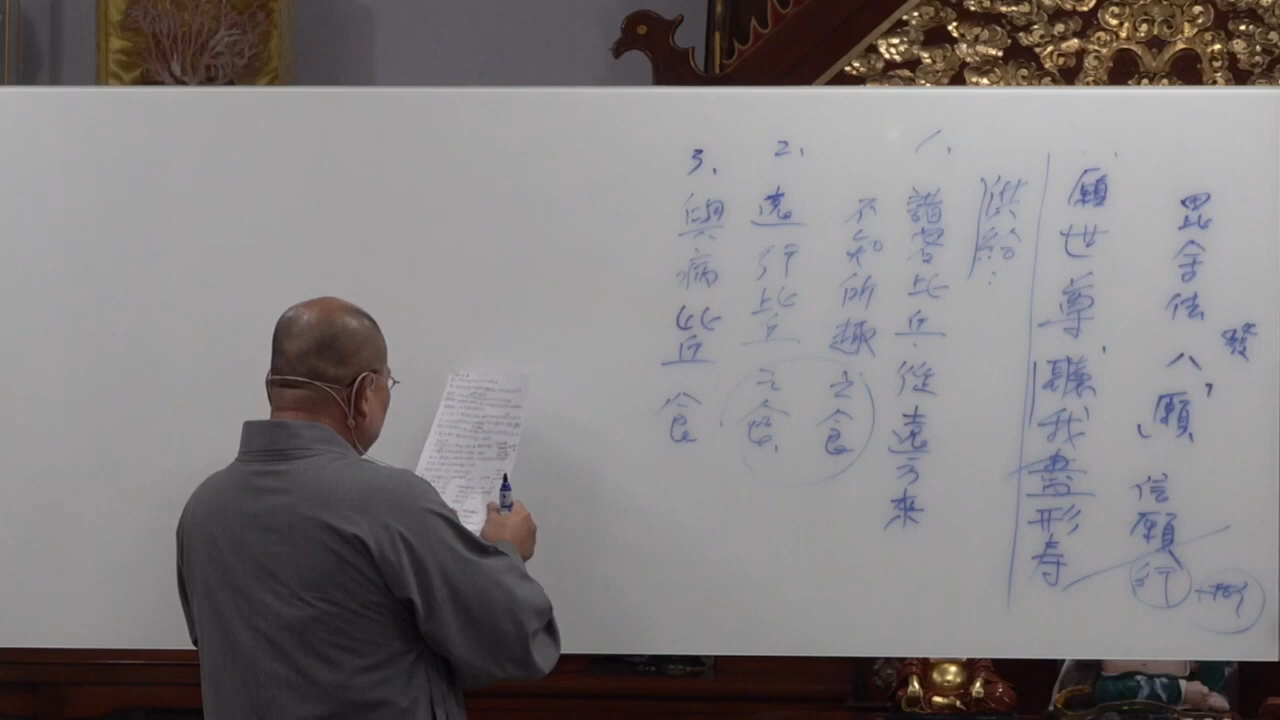 毘舍佉八願
發
信願行
願世尊聽我盡形壽
供給：
1.
諸客比丘從遠方來
不知所趣之食
2.
遠行比丘之食
3.
與病比丘食